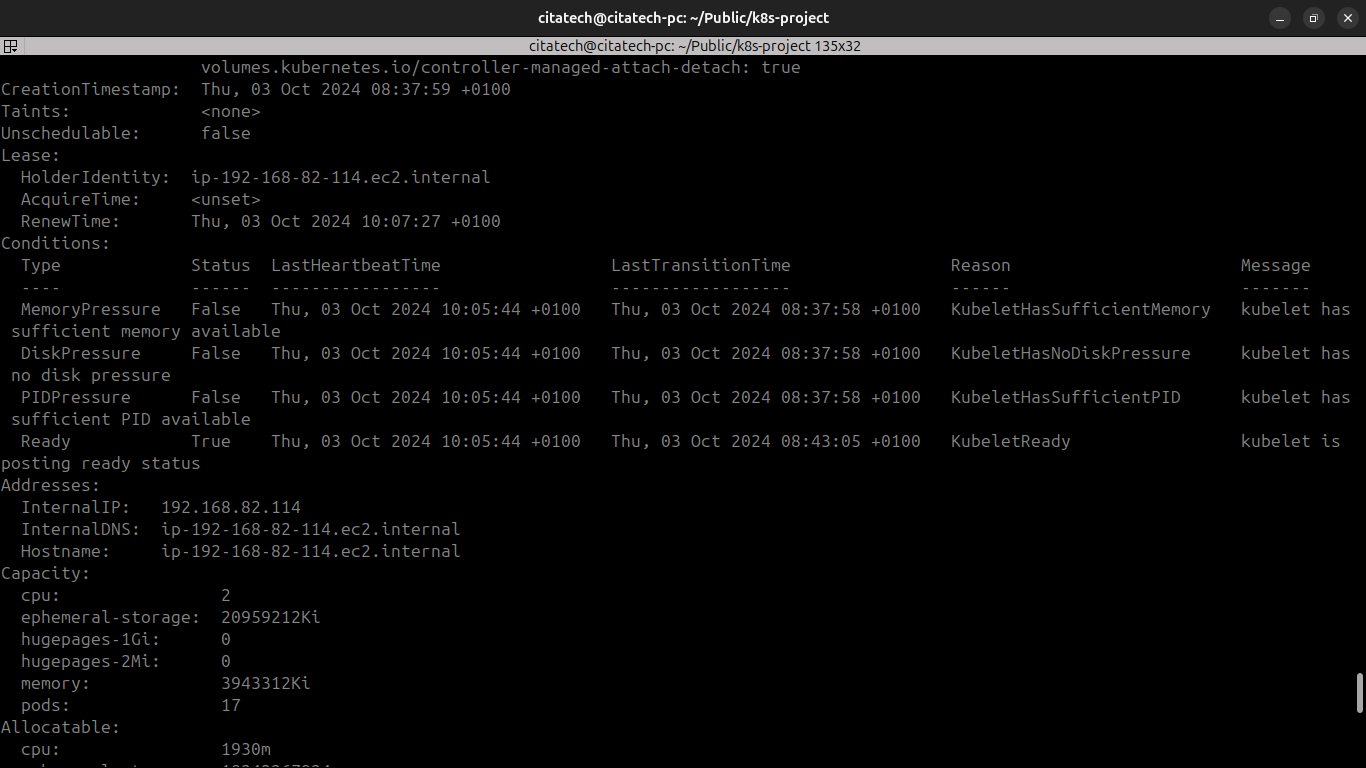 citatech@citatech-pc: ~/Public/k8s-project
citatech@citatech-pc: ~/Public/k8s-project 135x32
                    volumes.kubernetes.io/controller-managed-attach-detach: true
CreationTimestamp:  Thu, 03 Oct 2024 08:37:59 +0100
Taints:             <none>
Unschedulable:      false
Lease:
  HolderIdentity:  ip-192-168-82-114.ec2.internal
  AcquireTime:     <unset>
  RenewTime:       Thu, 03 Oct 2024 10:07:27 +0100
Conditions:
  Type             Status  LastHeartbeatTime                 LastTransitionTime                Reason                       Message
  ----             ------  -----------------                 ------------------                ------                       -------
  MemoryPressure   False   Thu, 03 Oct 2024 10:05:44 +0100   Thu, 03 Oct 2024 08:37:58 +0100   KubeletHasSufficientMemory   kubelet has
 sufficient memory available
  DiskPressure     False   Thu, 03 Oct 2024 10:05:44 +0100   Thu, 03 Oct 2024 08:37:58 +0100   KubeletHasNoDiskPressure     kubelet has
 no disk pressure
  PIDPressure      False   Thu, 03 Oct 2024 10:05:44 +0100   Thu, 03 Oct 2024 08:37:58 +0100   KubeletHasSufficientPID      kubelet has
 sufficient PID available
  Ready            True    Thu, 03 Oct 2024 10:05:44 +0100   Thu, 03 Oct 2024 08:43:05 +0100   KubeletReady                 kubelet is
posting ready status
Addresses:
  InternalIP:   192.168.82.114
  InternalDNS:  ip-192-168-82-114.ec2.internal
  Hostname:     ip-192-168-82-114.ec2.internal
Capacity:
  cpu:                2
  ephemeral-storage:  20959212Ki
  hugepages-1Gi:      0
  hugepages-2Mi:      0
  memory:             3943312Ki
  pods:               17
Allocatable:
  cpu:                1930m